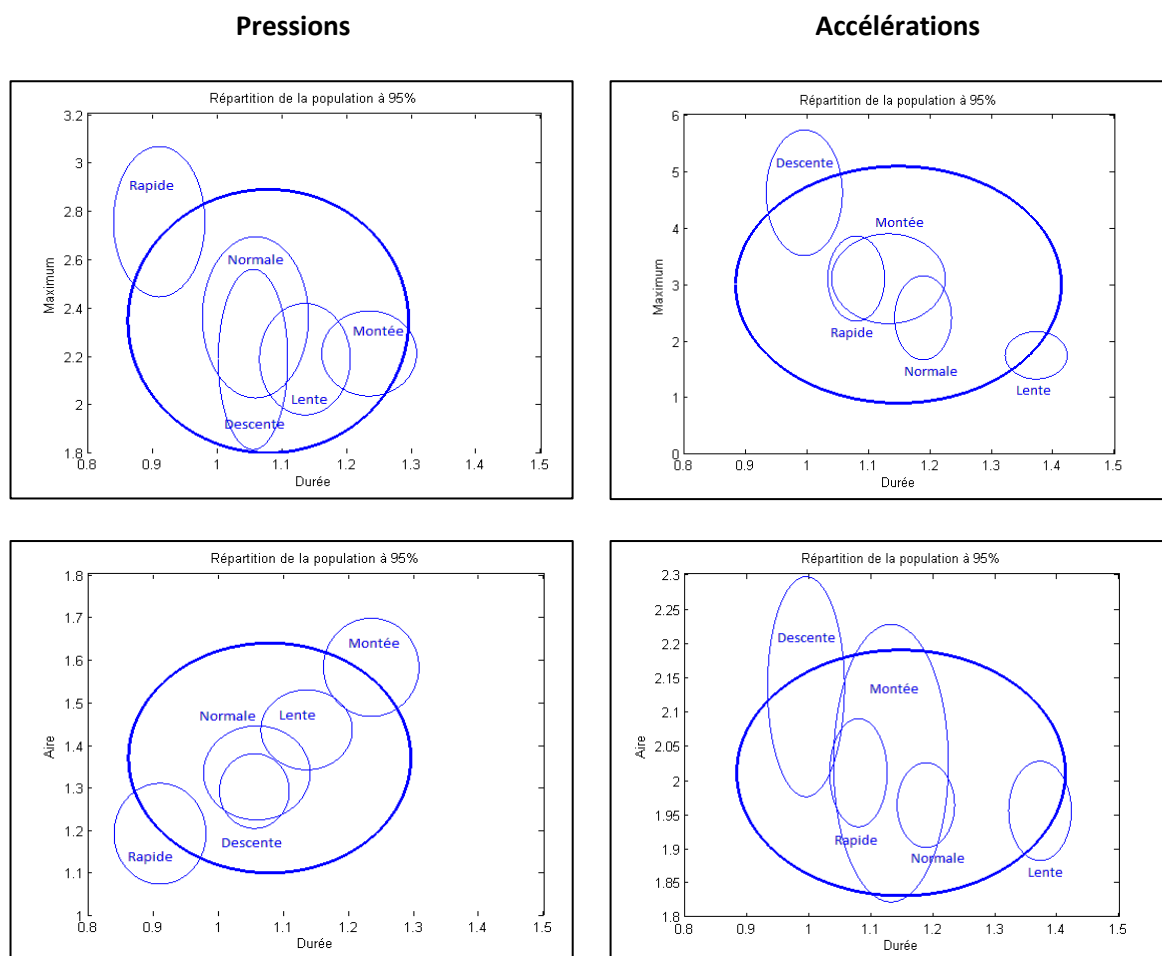 Pressions
Accélérations
Répartition de la population à 95%
3.2
3
2.8
2.6
2.4
2.2
2
1.8
Maximum
Rapide
Normale
Montée
Lente
Descente
0.8 0.9 1 1.1 1.2 1.3 1.4 1.5
Durée
Répartition de la population à 95%
6
5
4
3
2
1
0
Maximum
Descente
Montée
Rapide
Normale
Lente
0.8 0.9 1 1.1 1.2 1.3 1.4 1.5
Durée
Répartition de la population à 95%
1.8
1.7
1.6
1.5
1.4
1.3
1.2
1.1
1
Aire
Montée
Normale
Lente
Descente
Rapide
0.8 0.9 1 1.1 1.2 1.3 1.4 1.5
Durée
Répartition de la population à 95%
2.3
2.25
2.2
2.15
2.1
2.05
2
1.95
1.9
1.85
1.8
Aire
Descente
Montée
Rapide
Normale
Lente
0.8 0.9 1 1.1 1.2 1.3 1.4 1.5
Durée